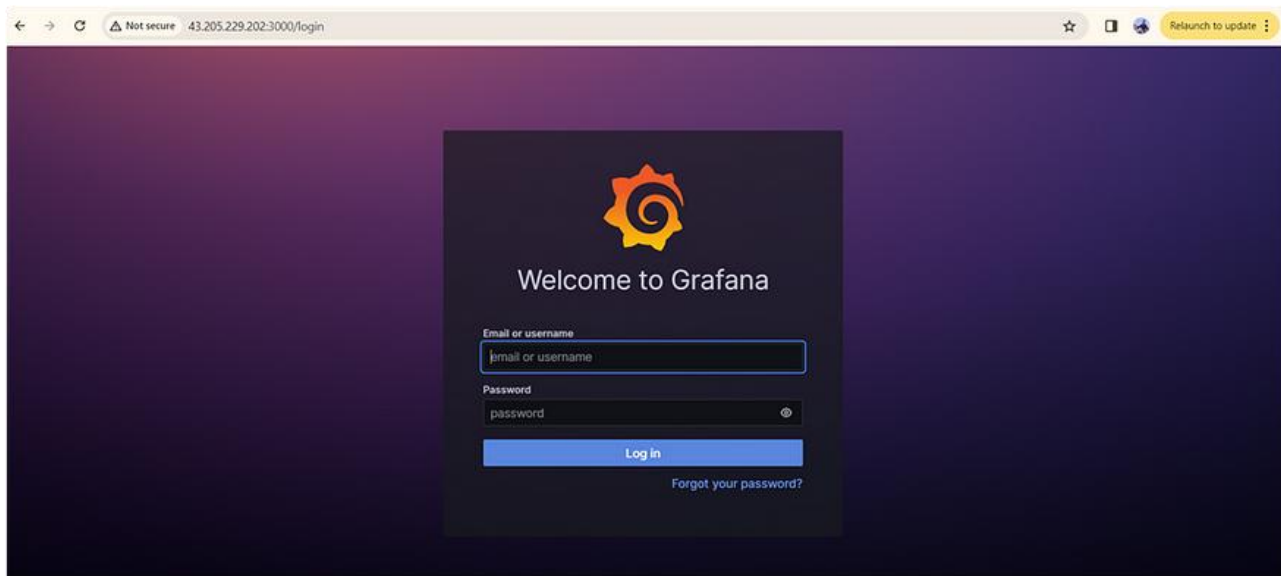 Not secure 43.205.229.202:3000/login Relaunch to update
Welcome to Grafana
Email or username
email or username
Password
password
Log in
Forgot your password?